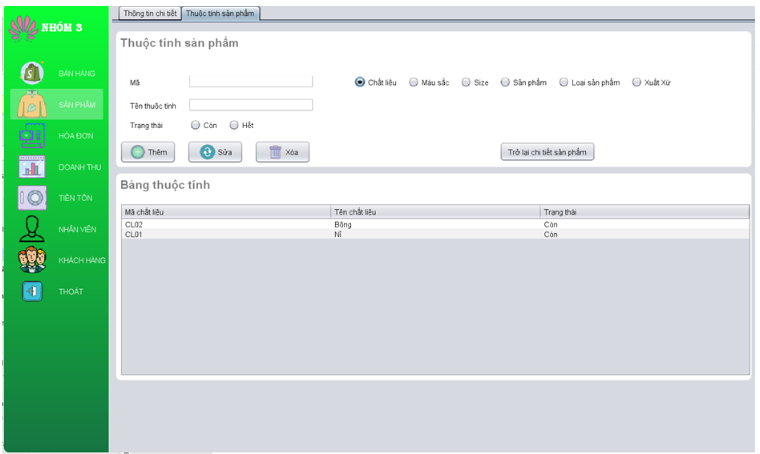 NHÓM 3
BÁN HÀNG
SẢN PHẨM
HÓA ĐƠN
DOANH THU
TIỀN TỒN
NHÂN VIÊN
KHÁCH HÀNG
THOÁT
Thông tin chi tiết Thuộc tính sản phẩm
Thuộc tính sản phẩm
Mã Chất liệu Màu sắc Size Sản phẩm Loại sản phẩm Xuất Xứ
Tên thuộc tính
Trạng thái Còn Hết
Thêm Sửa Xóa Trở lại chi tiết sản phẩm
Bảng thuộc tính
Mã chất liệu Tên chất liệu Trạng thái
CL02 Bông Còn
CL01 Nỉ Còn